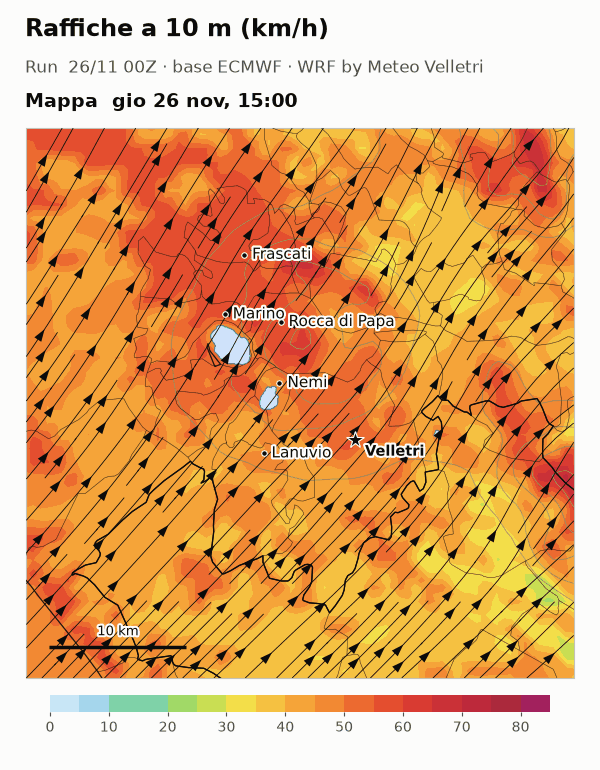 Raffiche a 10 m (km/h)
Run 26/11 00Z · base ECMWF · WRF by Meteo Velletri
Mappa gio 26 nov, 15:00
Frascati
Marino
Rocca di Papa
Nemi
Velletri
Lanuvio
10 km
0 10 20 30 40 50 60 70 80